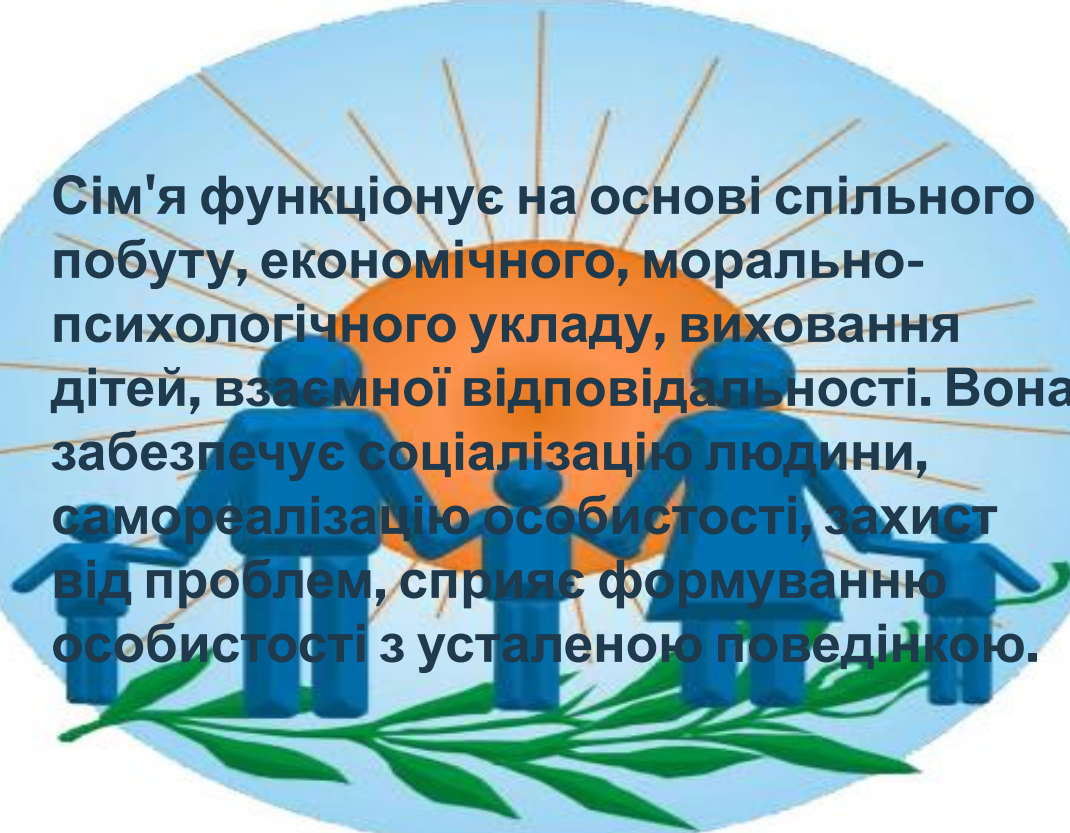 Сім'я функціонує на основі спільного
побуту, економічного, морально-
психологічного укладу, виховання
дітей, взаємної відповідальності. Вона
забезпечує соціалізацію людини,
самореалізацію особистості, захист
від проблем, сприяє формуванню
особистості з усталеною поведінкою.